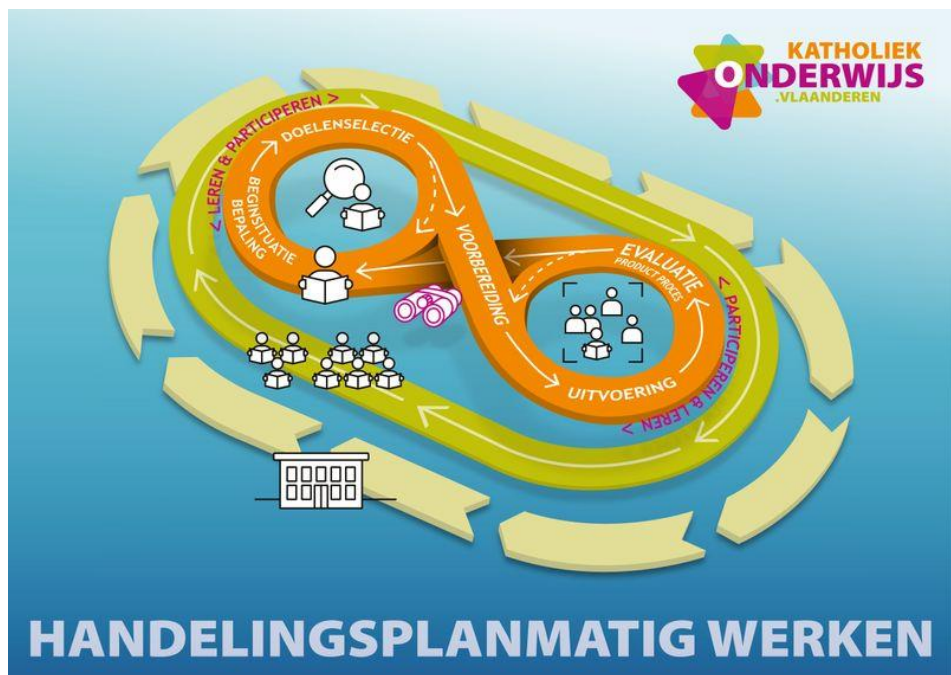 KATHOLIEK
ONDERWIJS
.VLAANDEREN
< LEREN & PARTICIPEREN >
DOELENSELECTIE
BEGINSITUATIE
BEPALING
VOORBEREIDING
EVALUATIE
PRODUCT PROCES
UITVOERING
< PARTICIPEREN & LEREN >
HANDELINGSPLANMATIG WERKEN